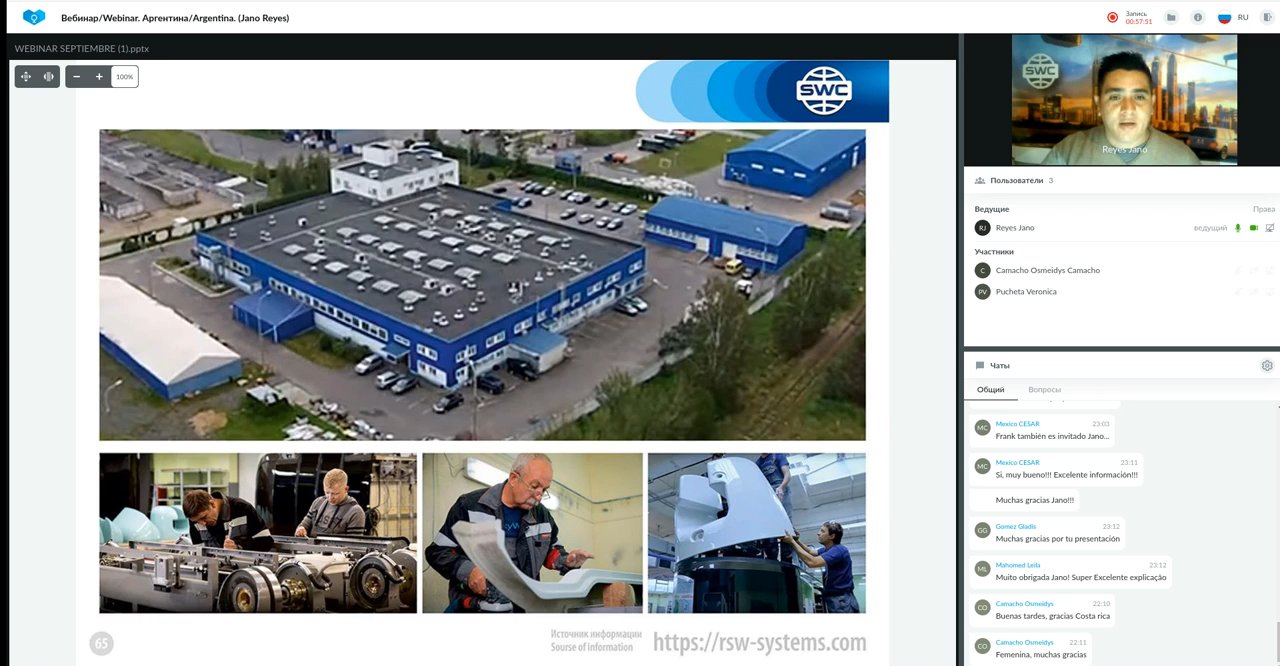 Вебинар/Webinar. Аргентина/Argentina. (Jano Reyes)
Запись
00:57:51
RU
WEBINAR SEPTIEMBRE (1).pptx
100%
SWC
65
Источник информации
Sourse of information
https://rsw-systems.com
SWC
Reyes Jano
Пользователи 3
Ведущие
Права
RJ
Reyes Jano
ведущий
Участники
C
Camacho Osmeidys Camacho
PV
Pucheta Veronica
Чаты
Общий
Вопросы
MC
Mexico CESAR
23:03
Frank también es invitado Jano...
MC
Mexico CESAR
23:11
Si, muy bueno!!! Excelente información!!!
Muchas gracias Jano!!!
GG
Gomez Gladis
23:12
Muchas gracias por tu presentación
ML
Mahomed Leila
23:12
Muito obrigada Jano! Super Excelente explicação
CO
Camacho Osmeidys
22:10
Buenas tardes, gracias Costa rica
CO
Camacho Osmeidys
22:11
Femenina, muchas gracias